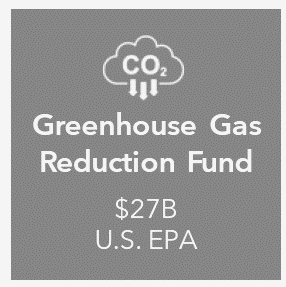 CO₂
Greenhouse Gas
Reduction Fund
$27B
U.S. EPA